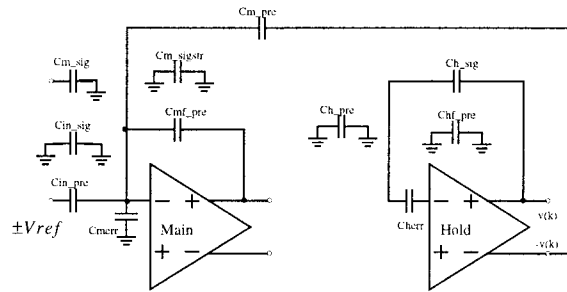 Cm_pre
Cm_sig
Cm_sigstr
Ch_sig
Cmf_pre
Ch_pre
Chf_pre
Cin_sig
Cin_pre
±Vref
Cmerr
− +
Main
+ −
Cherr
− +
Hold
+ −
v(k)
-v(k)